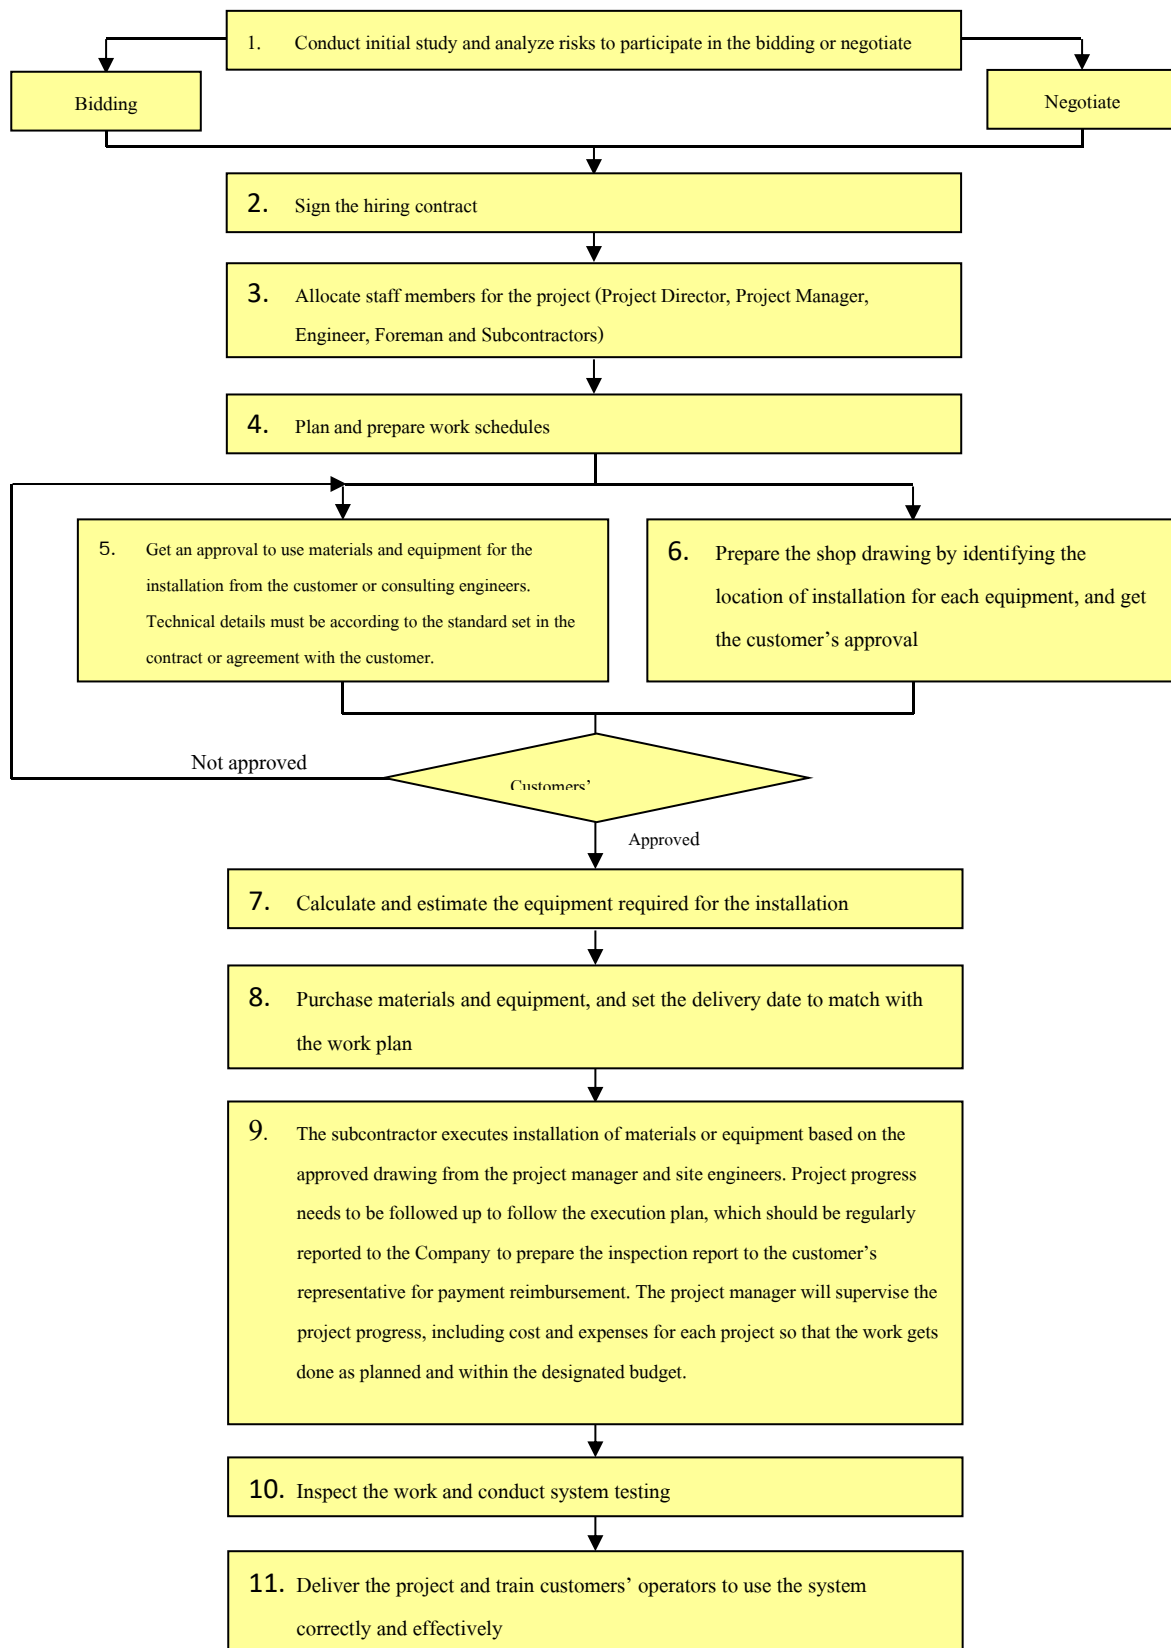 1. Conduct initial study and analyze risks to participate in the bidding or negotiate
Bidding
Negotiate
2. Sign the hiring contract
3. Allocate staff members for the project (Project Director, Project Manager,
Engineer, Foreman and Subcontractors)
4. Plan and prepare work schedules
5. Get an approval to use materials and equipment for the
installation from the customer or consulting engineers.
Technical details must be according to the standard set in the
contract or agreement with the customer.
6. Prepare the shop drawing by identifying the
location of installation for each equipment, and get
the customer’s approval
Not approved
Customers’
Approved
7. Calculate and estimate the equipment required for the installation
8. Purchase materials and equipment, and set the delivery date to match with
the work plan
9. The subcontractor executes installation of materials or equipment based on the
approved drawing from the project manager and site engineers. Project progress
needs to be followed up to follow the execution plan, which should be regularly
reported to the Company to prepare the inspection report to the customer’s
representative for payment reimbursement. The project manager will supervise the
project progress, including cost and expenses for each project so that the work gets
done as planned and within the designated budget.
10. Inspect the work and conduct system testing
11. Deliver the project and train customers’ operators to use the system
correctly and effectively